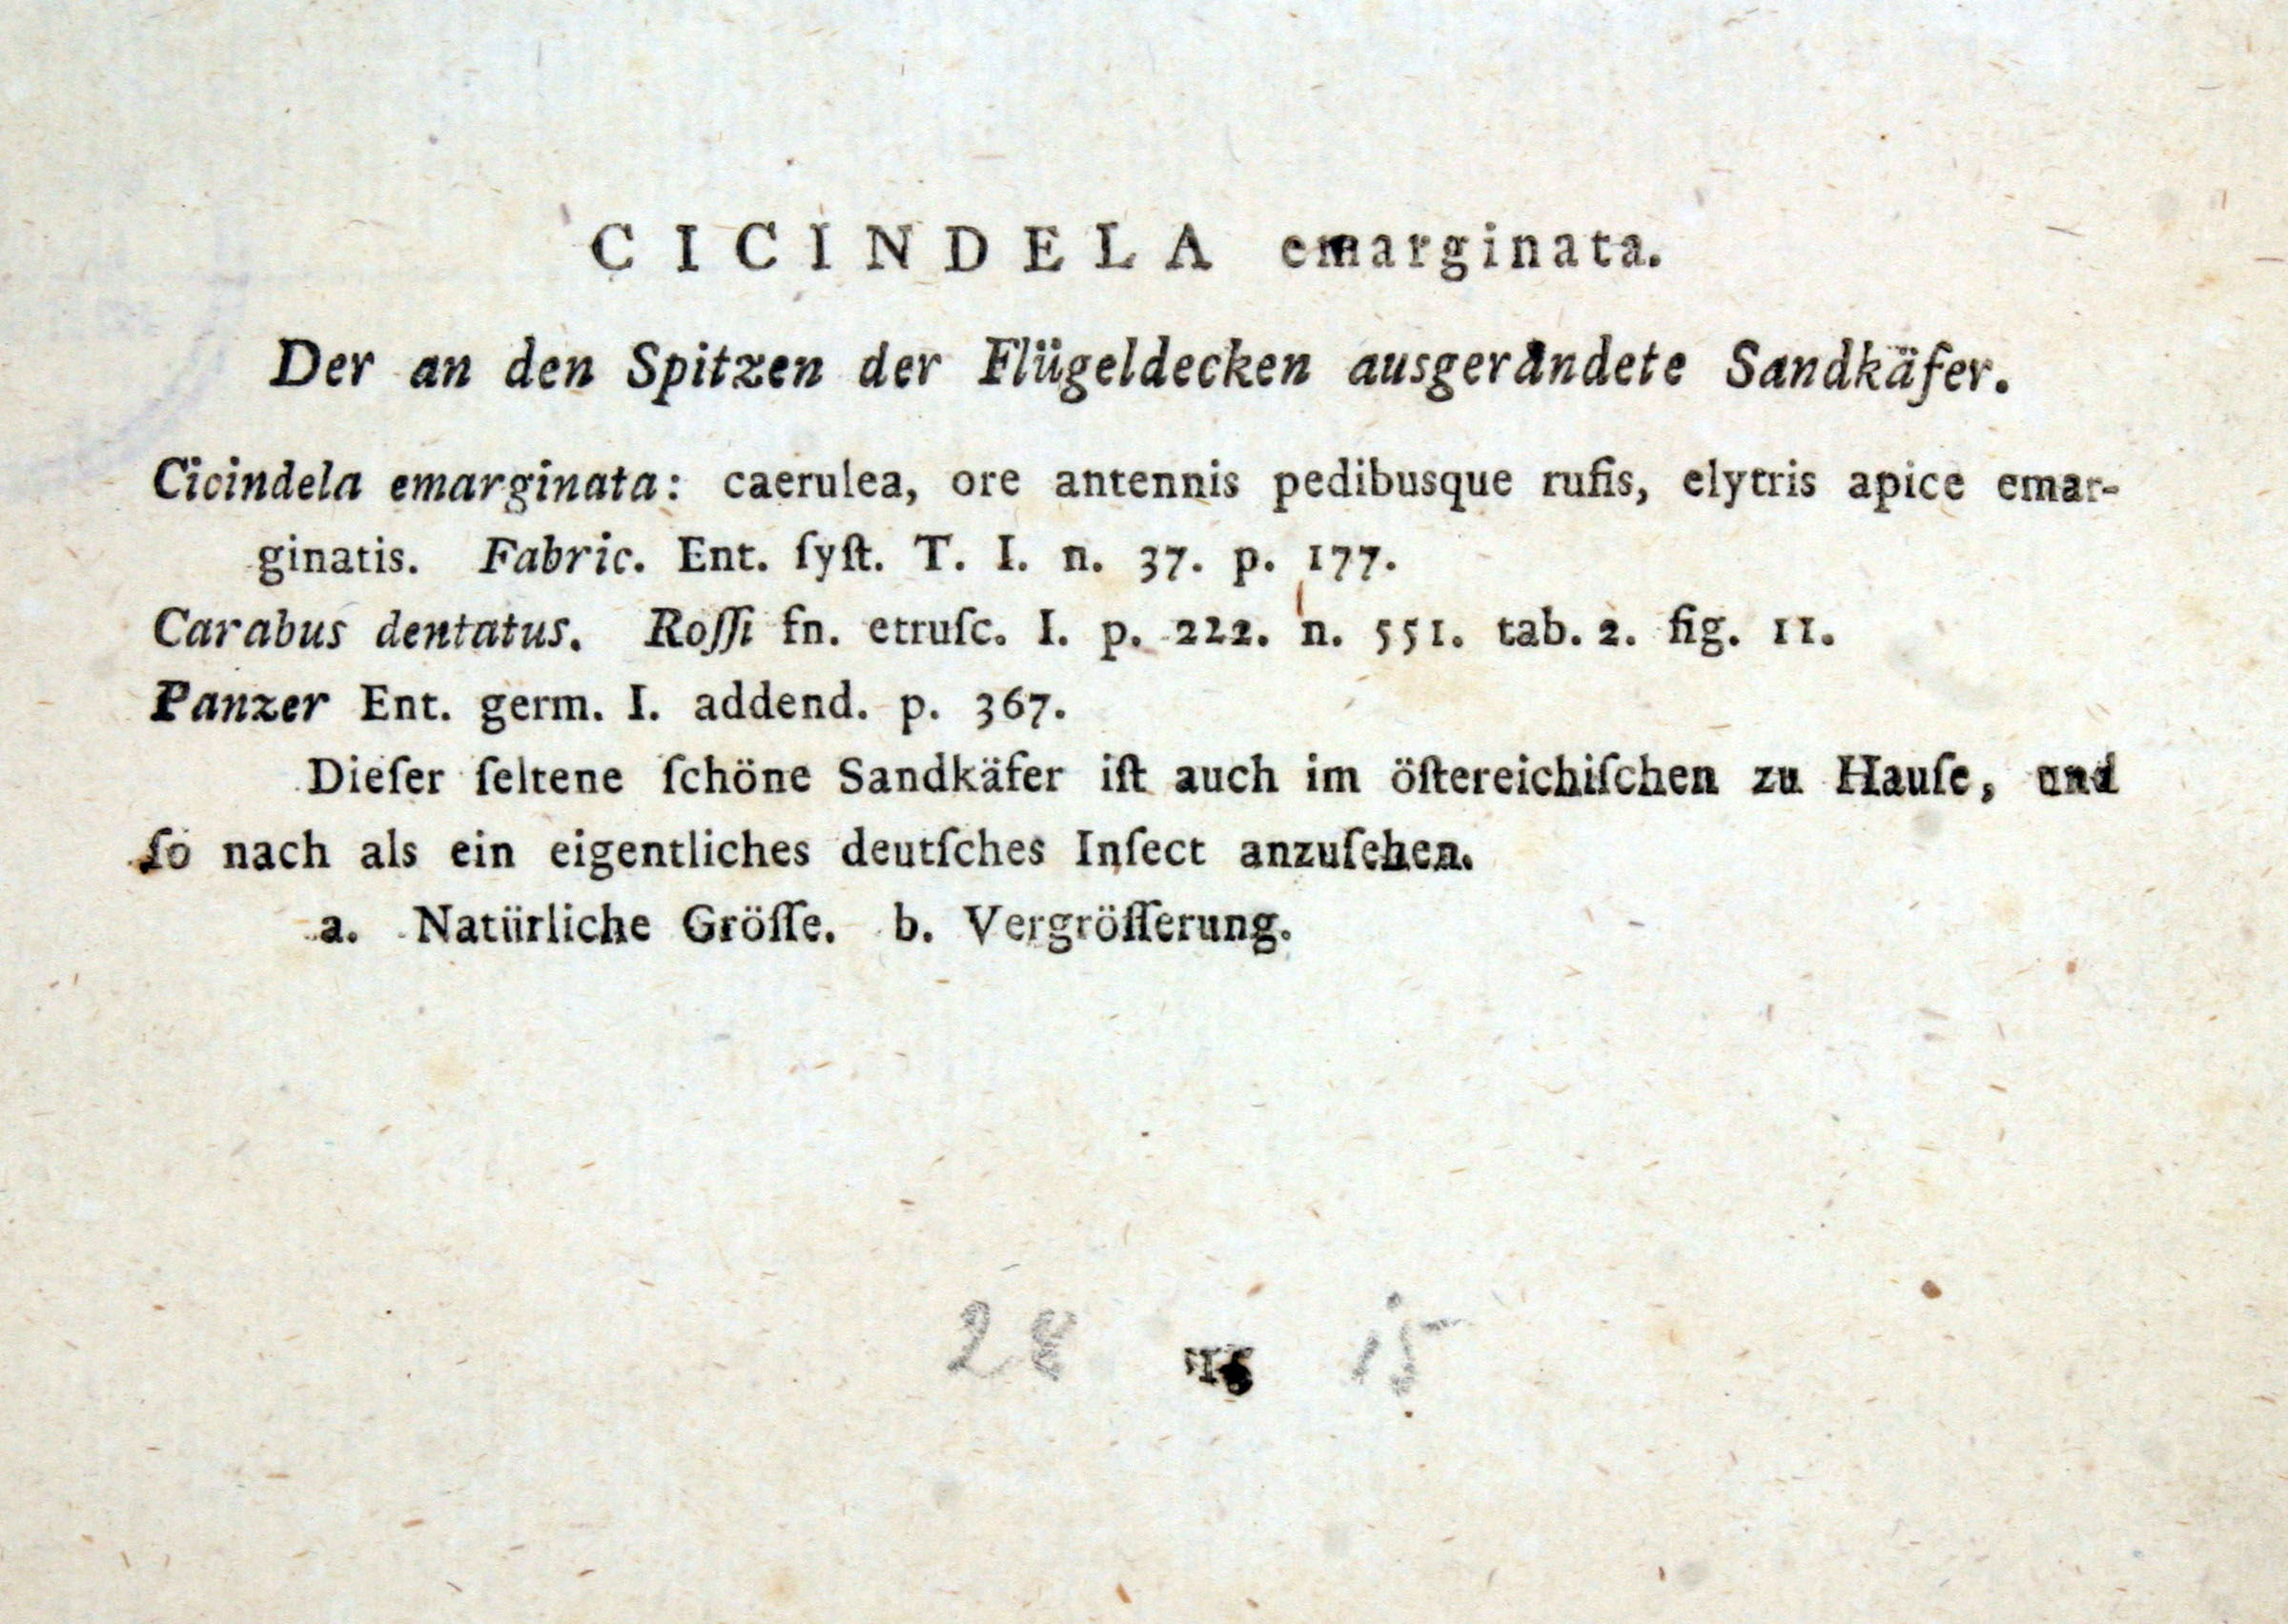 CICINDELA emarginata.
Der an den Spitzen der Flügeldecken ausgerändete Sandkäfer.
Cicindela emarginata: caerulea, ore antennis pedibusque rufis, elytris apice emar-
ginatis. Fabric. Ent. ſyſt. T. I. n. 37. p. 177.
Carabus dentatus. Roſſi fn. etruſc. I. p. 222. n. 551. tab. 2. fig. 11.
Panzer Ent. germ. I. addend. p. 367.
Dieſer ſeltene ſchöne Sandkäfer iſt auch im öſtereichiſchen zu Hauſe, und
ſo nach als ein eigentliches deutſches Inſect anzuſehen.
a. Natürliche Gröſſe. b. Vergröſſerung.
28 15 15